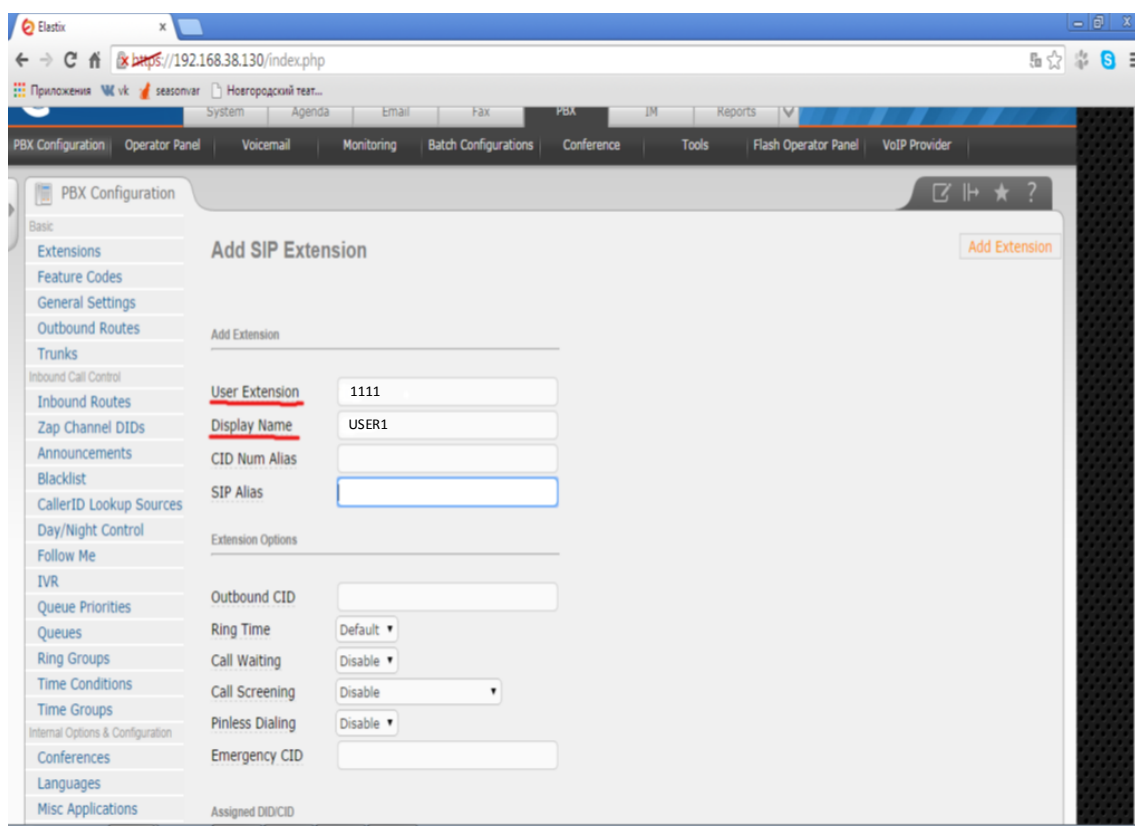 Elastix
https://192.168.38.130/index.php
Приложения vk seasonvar Новгородский теат...
System Agenda Email Fax PBX IM Reports
PBX Configuration Operator Panel Voicemail Monitoring Batch Configurations Conference Tools Flash Operator Panel VoIP Provider
PBX Configuration
Basic
Extensions
Feature Codes
General Settings
Outbound Routes
Trunks
Inbound Call Control
Inbound Routes
Zap Channel DIDs
Announcements
Blacklist
CallerID Lookup Sources
Day/Night Control
Follow Me
IVR
Queue Priorities
Queues
Ring Groups
Time Conditions
Time Groups
Internal Options & Configuration
Conferences
Languages
Misc Applications
Add SIP Extension
Add Extension
Add Extension
User Extension 1111
Display Name USER1
CID Num Alias
SIP Alias
Extension Options
Outbound CID
Ring Time Default
Call Waiting Disable
Call Screening Disable
Pinless Dialing Disable
Emergency CID
Assigned DID/CID